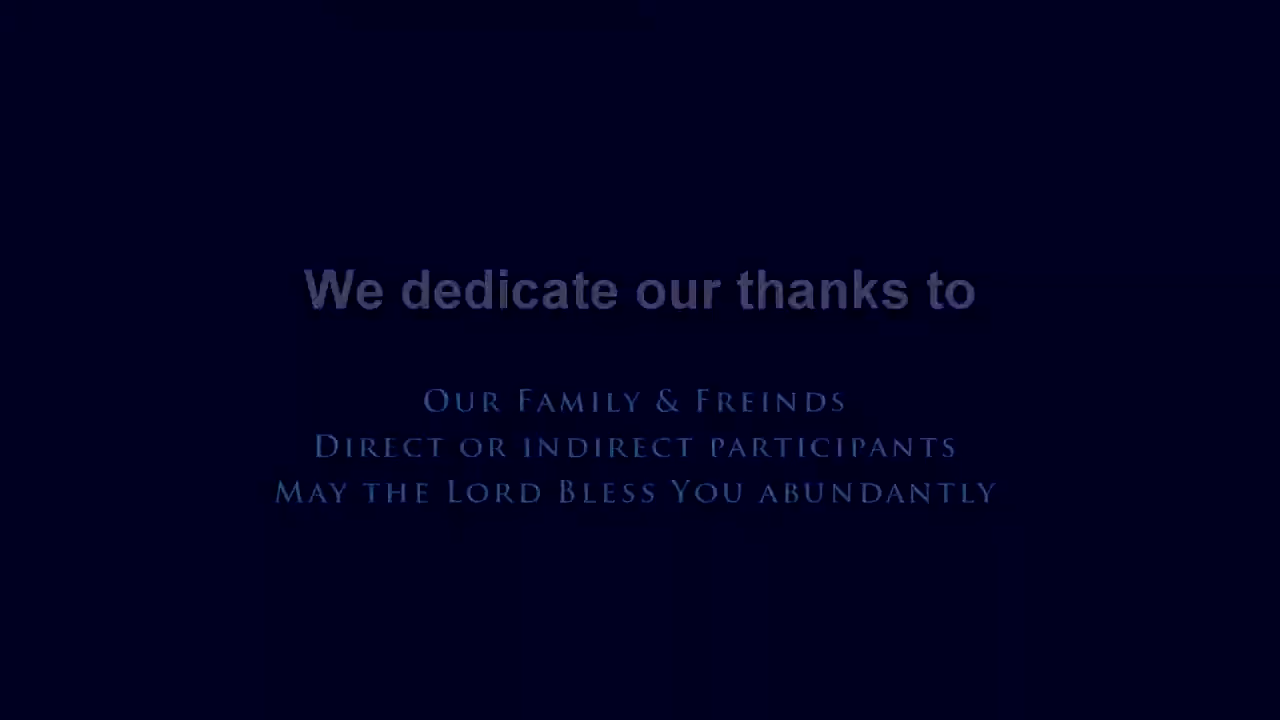 We dedicate our thanks to
Our Family & Freinds
Direct or indirect participants
May the Lord Bless You abundantly